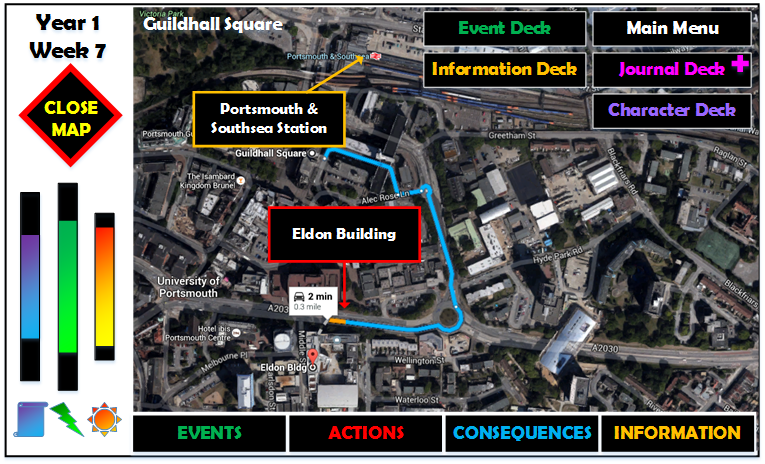 Year 1
Week 7
CLOSE
MAP
Guildhall Square
Victoria Park
Event Deck
Main Menu
Information Deck
Journal Deck
Character Deck
Portsmouth & Southsea
Portsmouth &
Southsea Station
Greetham St
Raglan St
Guildhall Square
Blackfriars Rd
The Isambard
Kingdom Brunel
Alec Rose Ln
Eldon Building
Hyde Park Rd
University of
Portsmouth
2 min
0.3 mile
A2030
Hotel ibis
Portsmouth Centre
Middle St
A2030
Melbourne Pl
Wellington St
Eldon Bldg
Waterloo St
EVENTS
ACTIONS
CONSEQUENCES
INFORMATION